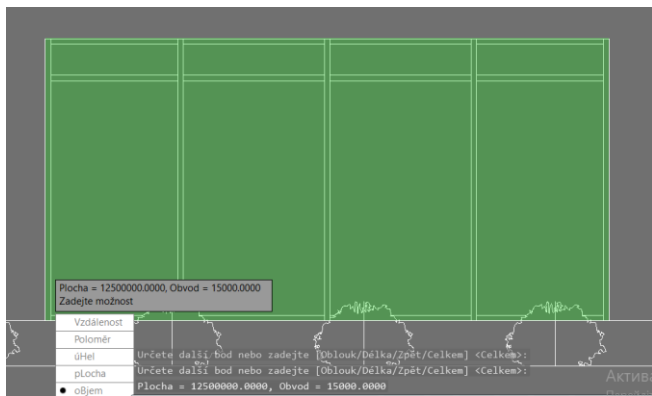 Plocha = 12500000.0000, Obvod = 15000.0000
Zadejte možnost
Vzdálenost
Poloměr
úHel
pLocha
oBjem
Určete další bod nebo zadejte [Oblouk/Délka/Zpět/Celkem] <Celkem>:
Určete další bod nebo zadejte [Oblouk/Délka/Zpět/Celkem] <Celkem>:
Plocha = 12500000.0000, Obvod = 15000.0000